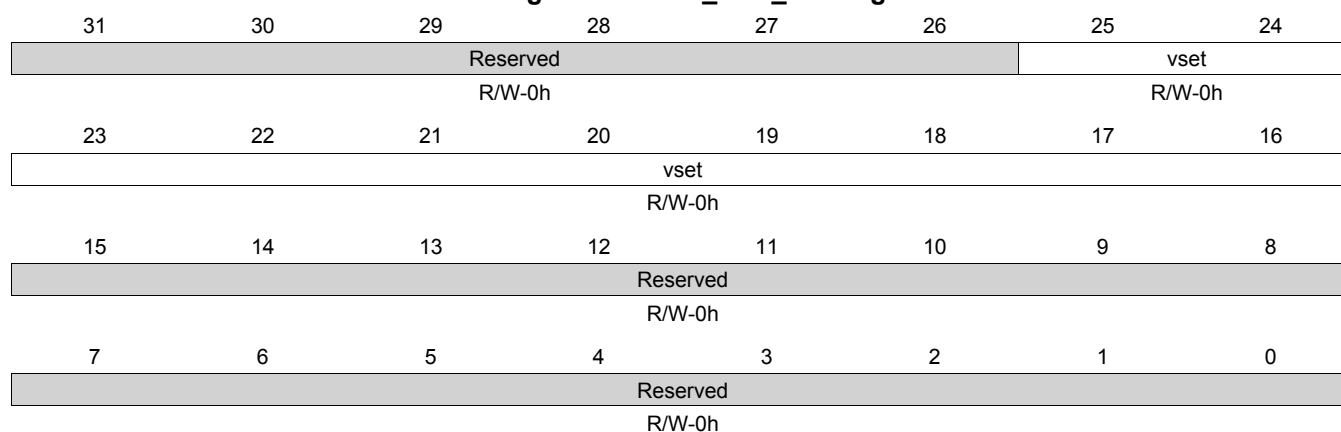 31 30 29 28 27 26 25 24
Reserved vset
R/W-0h R/W-0h
23 22 21 20 19 18 17 16
vset
R/W-0h
15 14 13 12 11 10 9 8
Reserved
R/W-0h
7 6 5 4 3 2 1 0
Reserved
R/W-0h